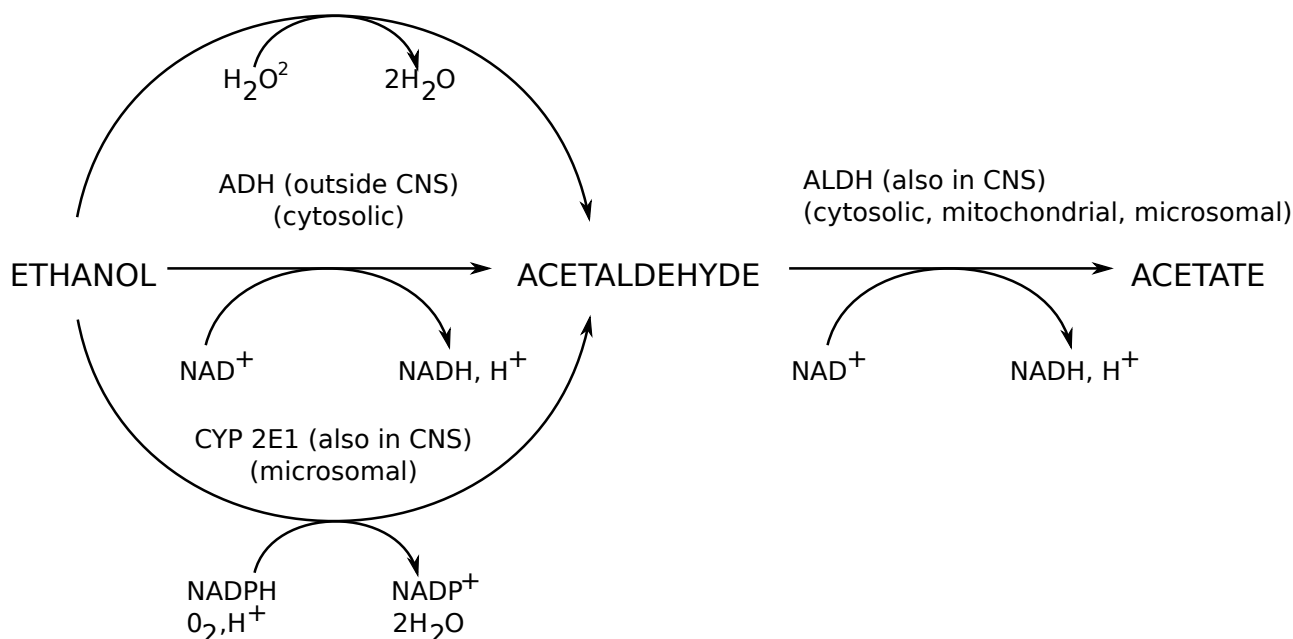 H₂O²
2H₂O
ADH (outside CNS)
(cytosolic)
ALDH (also in CNS)
(cytosolic, mitochondrial, microsomal)
ETHANOL
ACETALDEHYDE
ACETATE
NAD⁺
NADH, H⁺
NAD⁺
NADH, H⁺
CYP 2E1 (also in CNS)
(microsomal)
NADPH
0₂,H⁺
NADP⁺
2H₂O